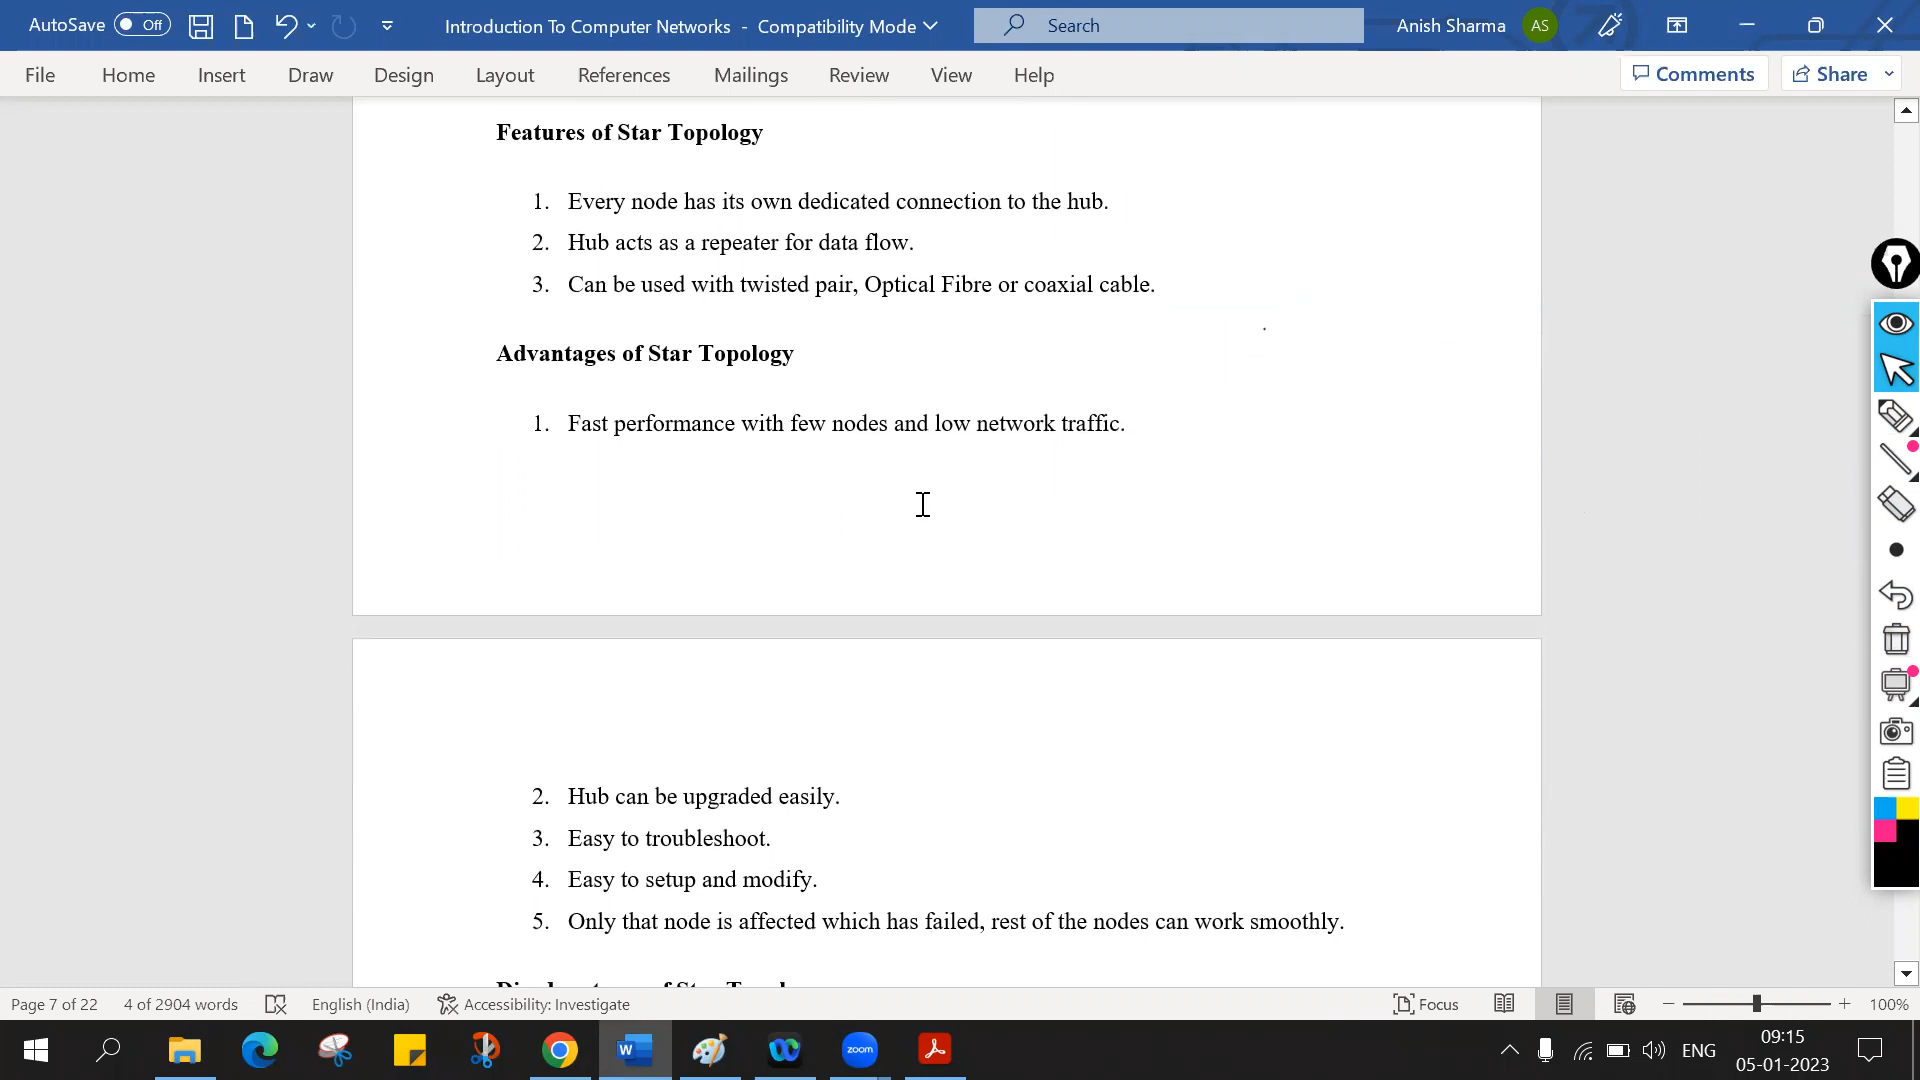 AutoSave Off Introduction To Computer Networks - Compatibility Mode Search Anish Sharma AS
File Home Insert Draw Design Layout References Mailings Review View Help Comments Share
Features of Star Topology
1. Every node has its own dedicated connection to the hub.
2. Hub acts as a repeater for data flow.
3. Can be used with twisted pair, Optical Fibre or coaxial cable.
Advantages of Star Topology
1. Fast performance with few nodes and low network traffic.
2. Hub can be upgraded easily.
3. Easy to troubleshoot.
4. Easy to setup and modify.
5. Only that node is affected which has failed, rest of the nodes can work smoothly.
Page 7 of 22 4 of 2904 words English (India) Accessibility: Investigate Focus 100%
W zoom ENG 09:15
05-01-2023